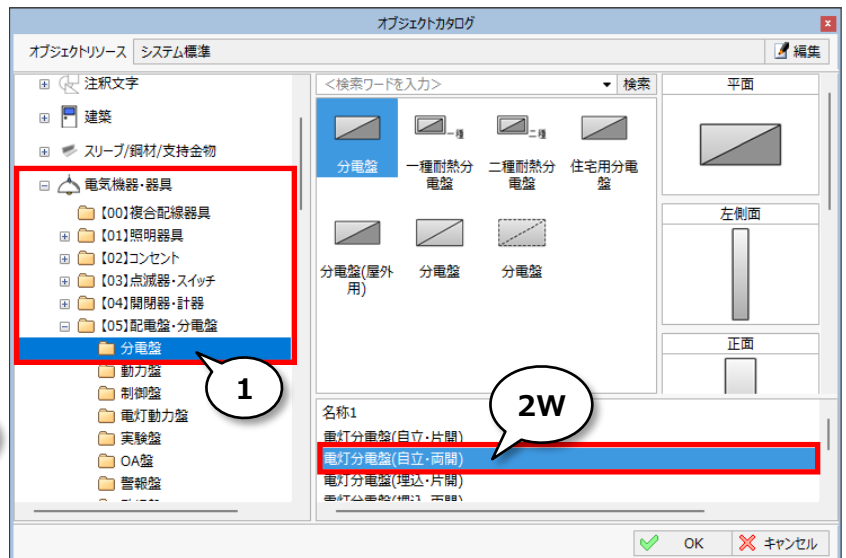 オブジェクトカタログ
オブジェクトリソース システム標準 編集
注釈文字
建築
スリーブ/鋼材/支持金物
電気機器・器具
【00】複合配線器具
【01】照明器具
【02】コンセント
【03】点滅器・スイッチ
【04】開閉器・計器
【05】配電盤・分電盤
分電盤
動力盤
制御盤
電灯動力盤
実験盤
OA盤
警報盤
1
<検索ワードを入力> 検索
一種
二種
分電盤
一種耐熱分
電盤
二種耐熱分
電盤
住宅用分電
盤
分電盤(屋外
用)
分電盤
分電盤
平面
左側面
正面
2W
名称1
電灯分電盤(自立・片開)
電灯分電盤(自立・両開)
電灯分電盤(埋込・片開)
電灯分電盤(埋込・両開)
OK キャンセル